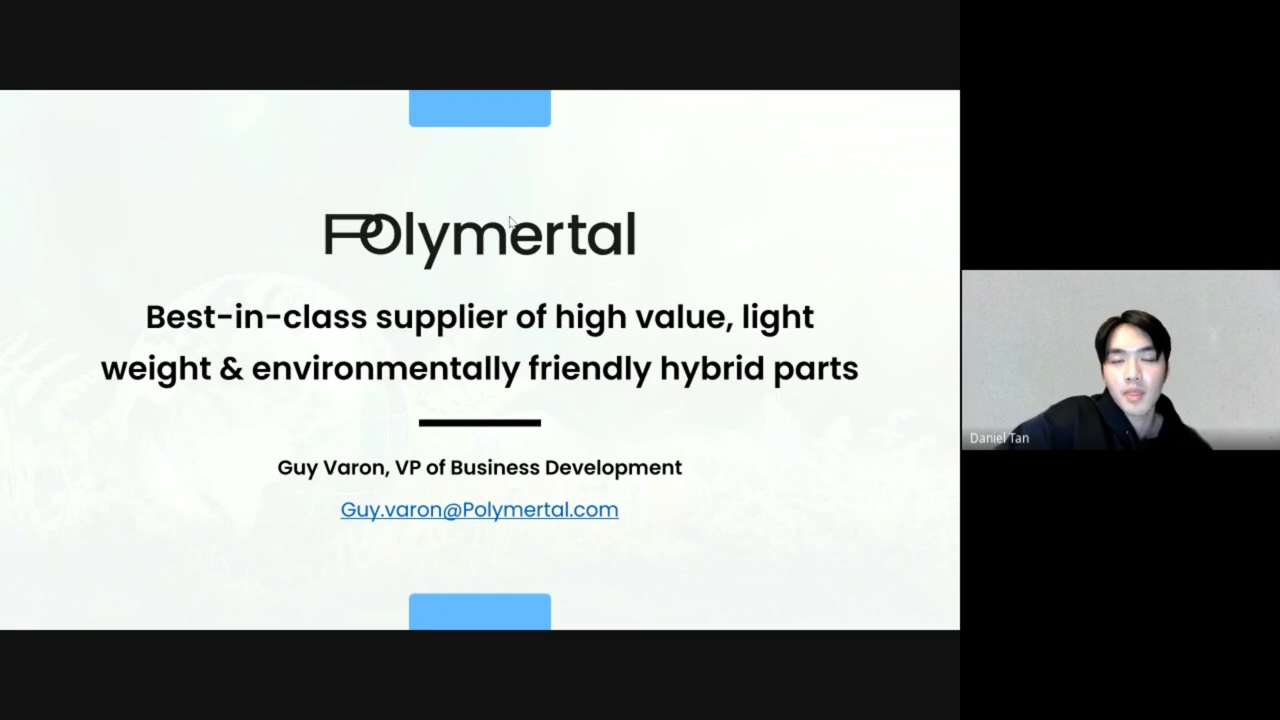 Polymertal
Best-in-class supplier of high value, light
weight & environmentally friendly hybrid parts
Guy Varon, VP of Business Development
Guy.varon@Polymertal.com
Daniel Tan